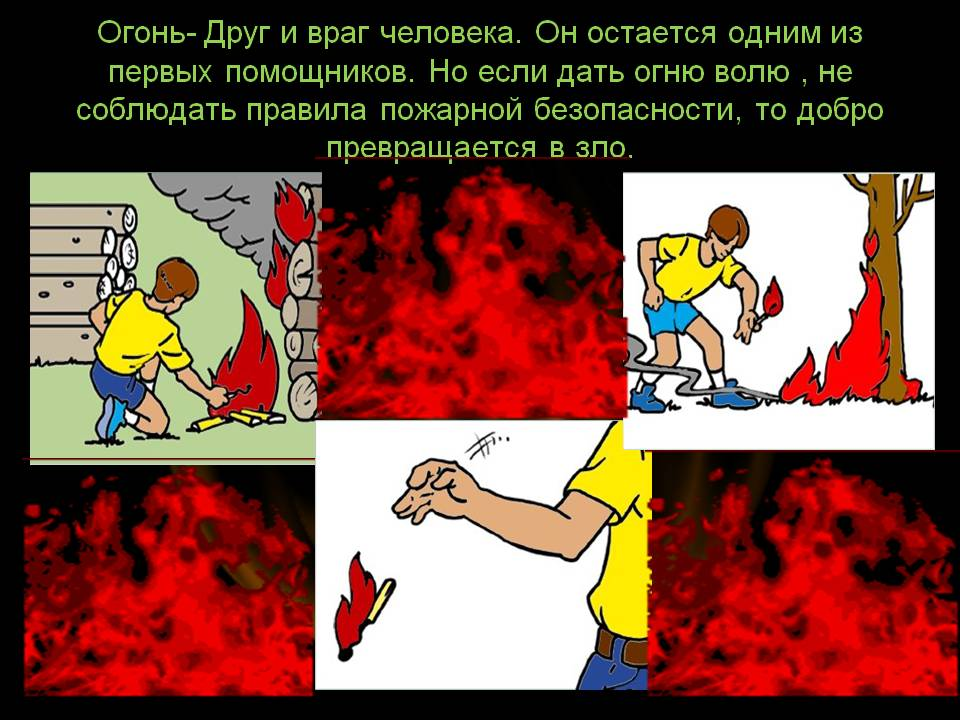 Огонь- Друг и враг человека. Он остается одним из
первых помощников. Но если дать огню волю , не
соблюдать правила пожарной безопасности, то добро
превращается в зло.